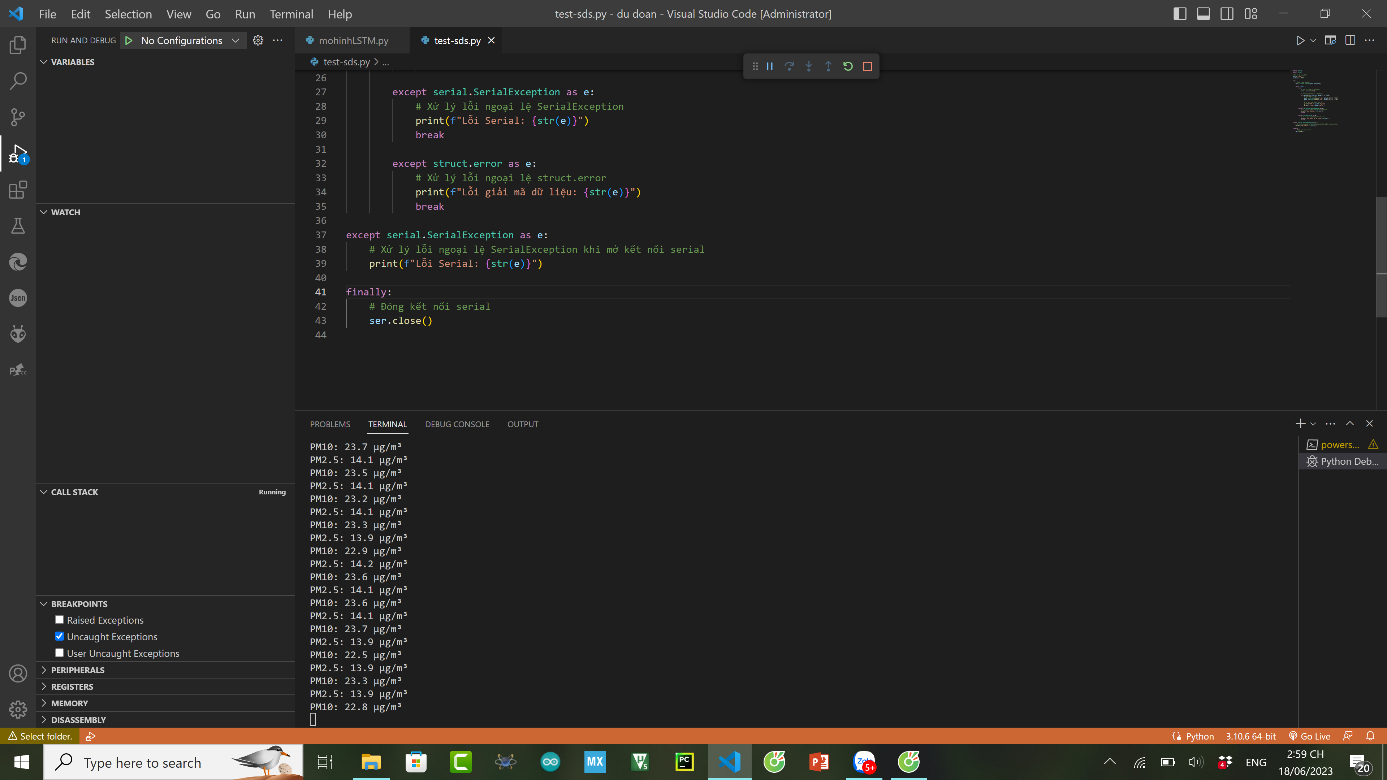 File Edit Selection View Go Run Terminal Help
test-sds.py - du doan - Visual Studio Code [Administrator]
RUN AND DEBUG No Configurations
mohinhLSTM.py
test-sds.py
test-sds.py > ...
VARIABLES
WATCH
CALL STACK Running
BREAKPOINTS
Raised Exceptions
Uncaught Exceptions
User Uncaught Exceptions
PERIPHERALS
REGISTERS
MEMORY
DISASSEMBLY
26
27 except serial.SerialException as e:
28 # Xử lý lỗi ngoại lệ SerialException
29 print(f"Lỗi Serial: {str(e)}")
30 break
31
32 except struct.error as e:
33 # Xử lý lỗi ngoại lệ struct.error
34 print(f"Lỗi giải mã dữ liệu: {str(e)}")
35 break
36
37 except serial.SerialException as e:
38 # Xử lý lỗi ngoại lệ SerialException khi mở kết nối serial
39 print(f"Lỗi Serial: {str(e)}")
40
41 finally:
42 # Đóng kết nối serial
43 ser.close()
44
PROBLEMS TERMINAL DEBUG CONSOLE OUTPUT
PM10: 23.7 µg/m³
PM2.5: 14.1 µg/m³
PM10: 23.5 µg/m³
PM2.5: 14.1 µg/m³
PM10: 23.2 µg/m³
PM2.5: 14.1 µg/m³
PM10: 23.3 µg/m³
PM2.5: 13.9 µg/m³
PM10: 22.9 µg/m³
PM2.5: 14.2 µg/m³
PM10: 23.6 µg/m³
PM2.5: 14.1 µg/m³
PM10: 23.6 µg/m³
PM2.5: 14.1 µg/m³
PM10: 23.7 µg/m³
PM2.5: 13.9 µg/m³
PM10: 22.5 µg/m³
PM2.5: 13.9 µg/m³
PM10: 23.3 µg/m³
PM2.5: 13.9 µg/m³
PM10: 22.8 µg/m³
powers...
Python Deb...
Select folder.
Python 3.10.6 64-bit Go Live
Type here to search
ENG
2:59 CH
18/06/2023
20